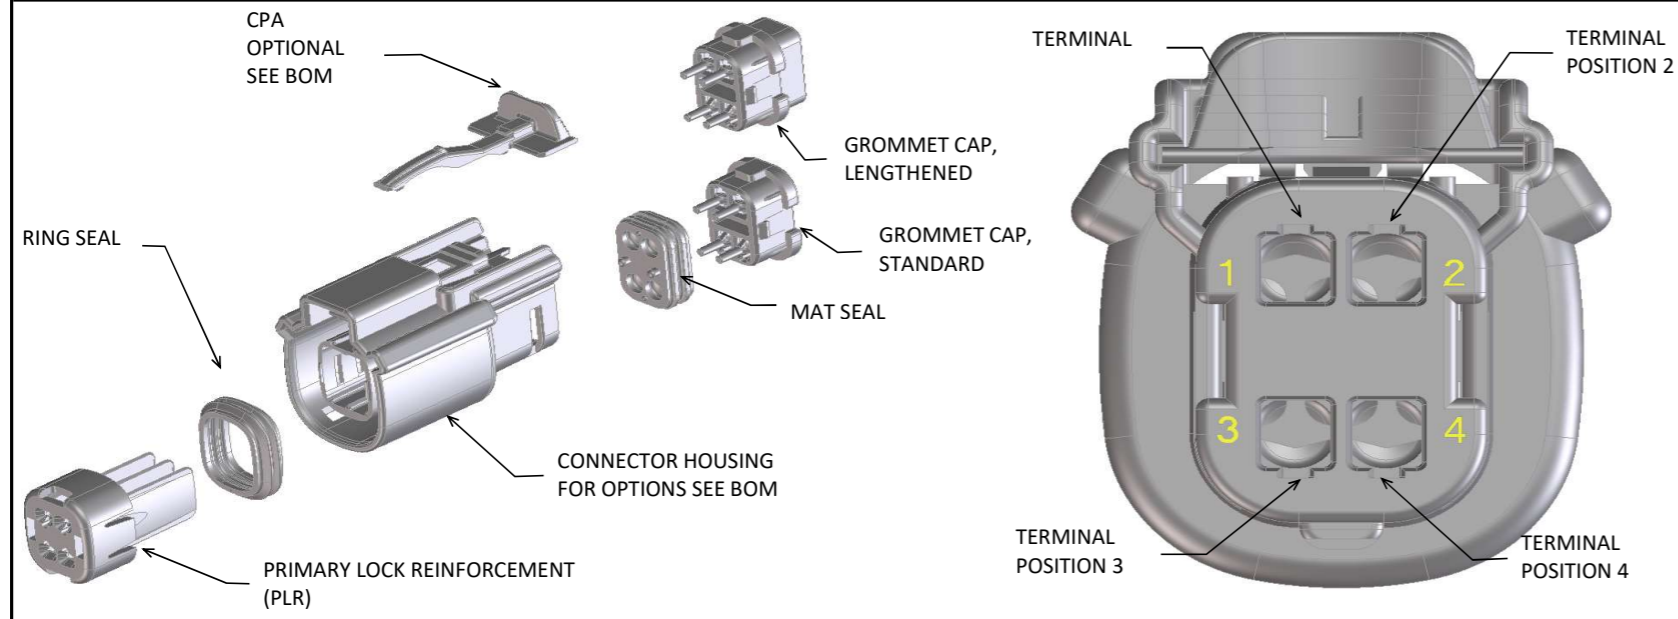 CPA
OPTIONAL
SEE BOM
GROMMET CAP,
LENGTHENED
GROMMET CAP,
STANDARD
MAT SEAL
RING SEAL
CONNECTOR HOUSING
FOR OPTIONS SEE BOM
PRIMARY LOCK REINFORCEMENT
(PLR)
TERMINAL
TERMINAL
POSITION 2
1
2
3
4
TERMINAL
POSITION 3
TERMINAL
POSITION 4